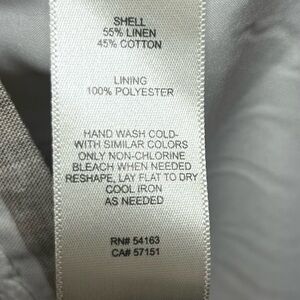 SHELL
55% LINEN
45% COTTON
LINING
100% POLYESTER
HAND WASH COLD-
WITH SIMILAR COLORS
ONLY NON-CHLORINE
BLEACH WHEN NEEDED
RESHAPE, LAY FLAT TO DRY
COOL IRON
AS NEEDED
RN# 54163
CA# 57151